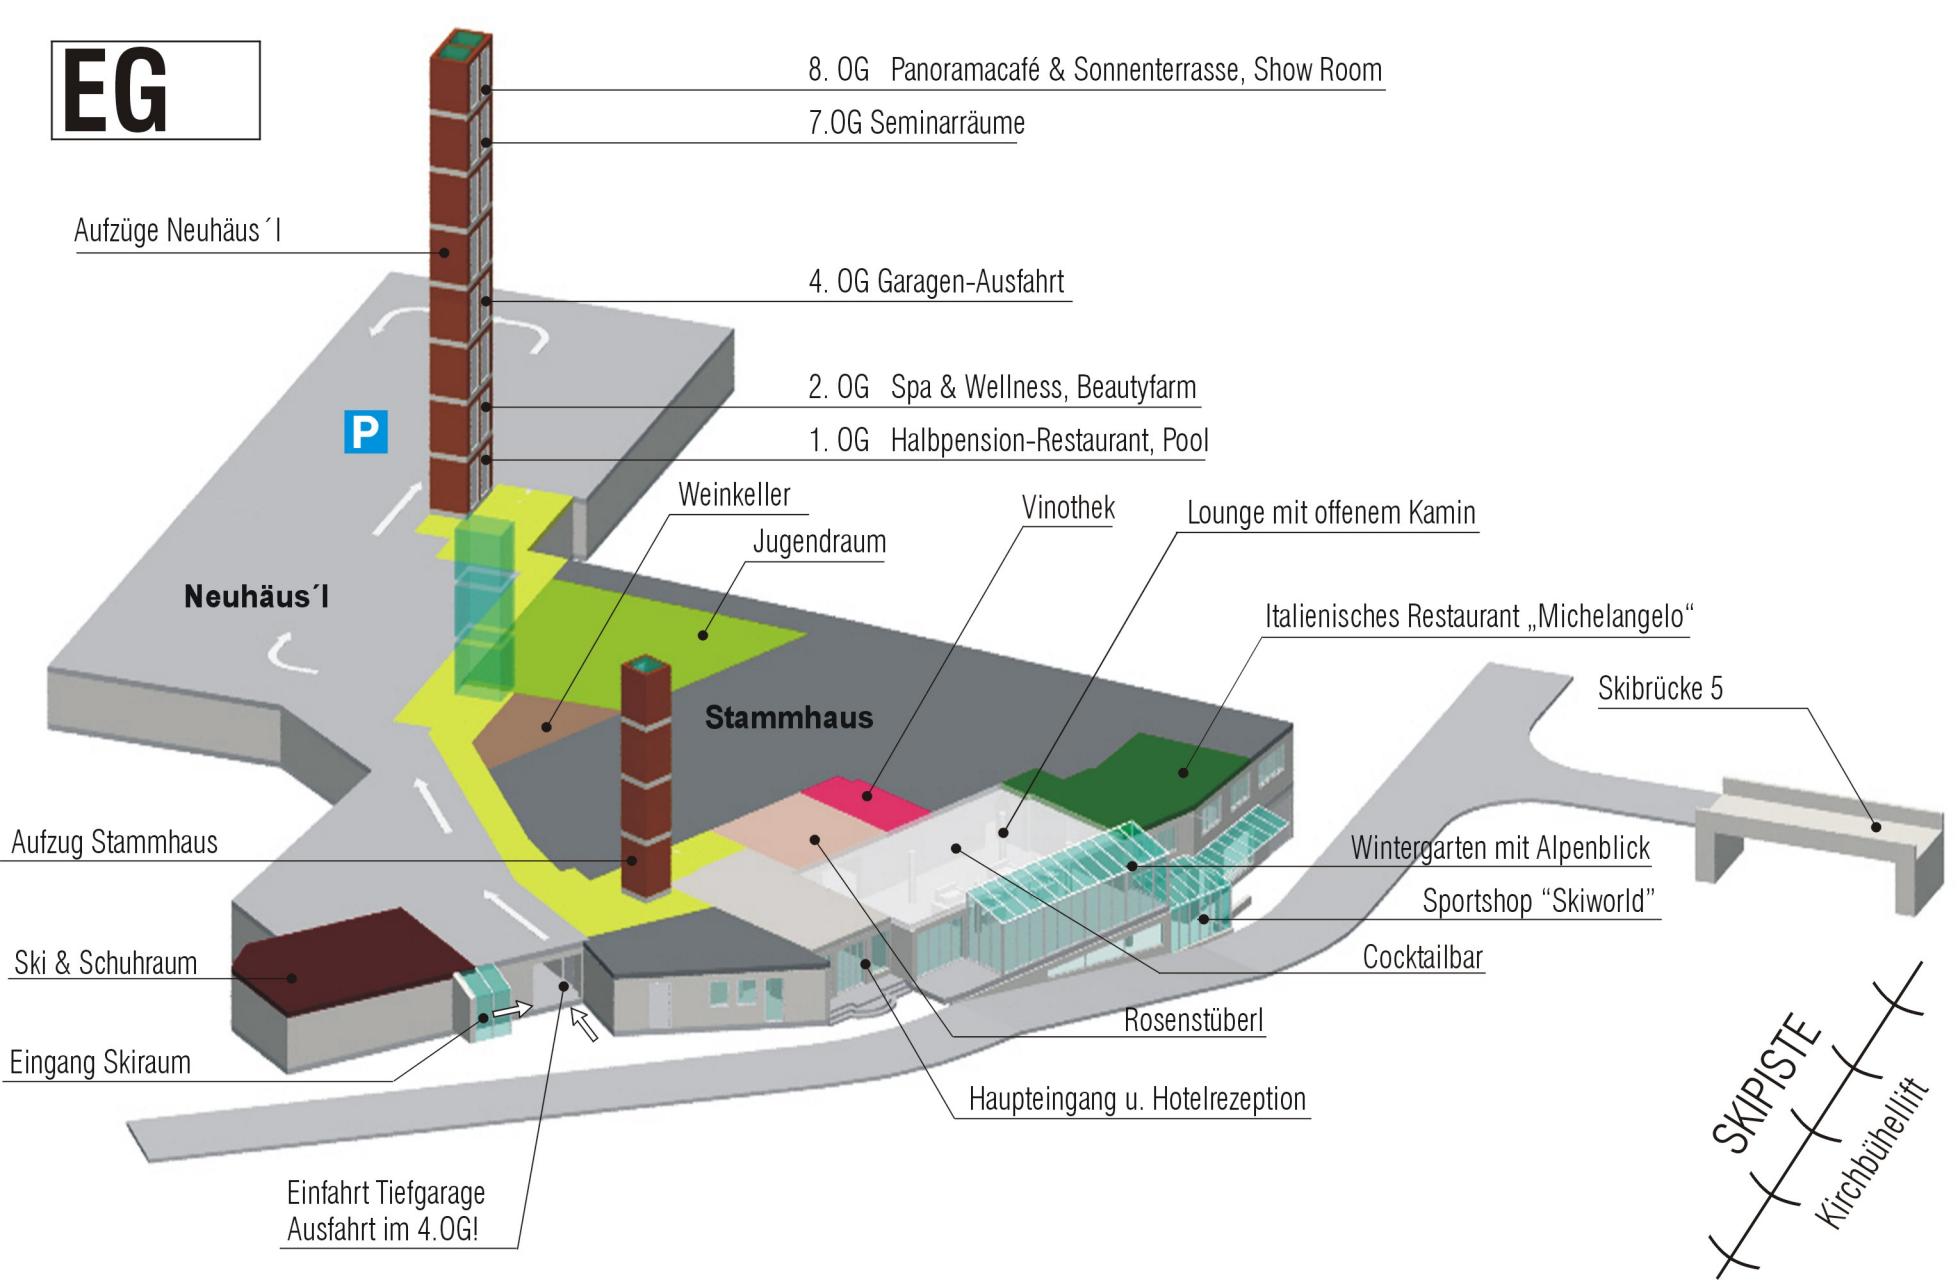 EG
8. OG Panoramacafé & Sonnenterrasse, Show Room
7.OG Seminarräume
Aufzüge Neuhäus´l
4. OG Garagen-Ausfahrt
2. OG Spa & Wellness, Beautyfarm
1. OG Halbpension-Restaurant, Pool
P
Weinkeller
Vinothek
Lounge mit offenem Kamin
Jugendraum
Neuhäus´l
Italienisches Restaurant „Michelangelo“
Skibrücke 5
Stammhaus
Aufzug Stammhaus
Wintergarten mit Alpenblick
Sportshop “Skiworld”
Ski & Schuhraum
Cocktailbar
Rosenstüberl
Eingang Skiraum
Haupteingang u. Hotelrezeption
Einfahrt Tiefgarage
Ausfahrt im 4.OG!
SKIPISTE
Kirchbühellift